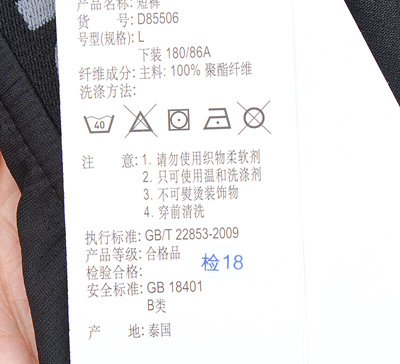 产品名称: 短裤
货 号: D85506
号型(规格): L
下装 180/86A
纤维成分: 主料: 100% 聚酯纤维
洗涤方法:
40
注 意: 1. 请勿使用织物柔软剂
2. 只可使用温和洗涤剂
3. 不可熨烫装饰物
4. 穿前清洗
执行标准: GB/T 22853-2009
产品等级: 合格品
检验合格: 检18
安全标准: GB 18401
B类
产 地: 泰国